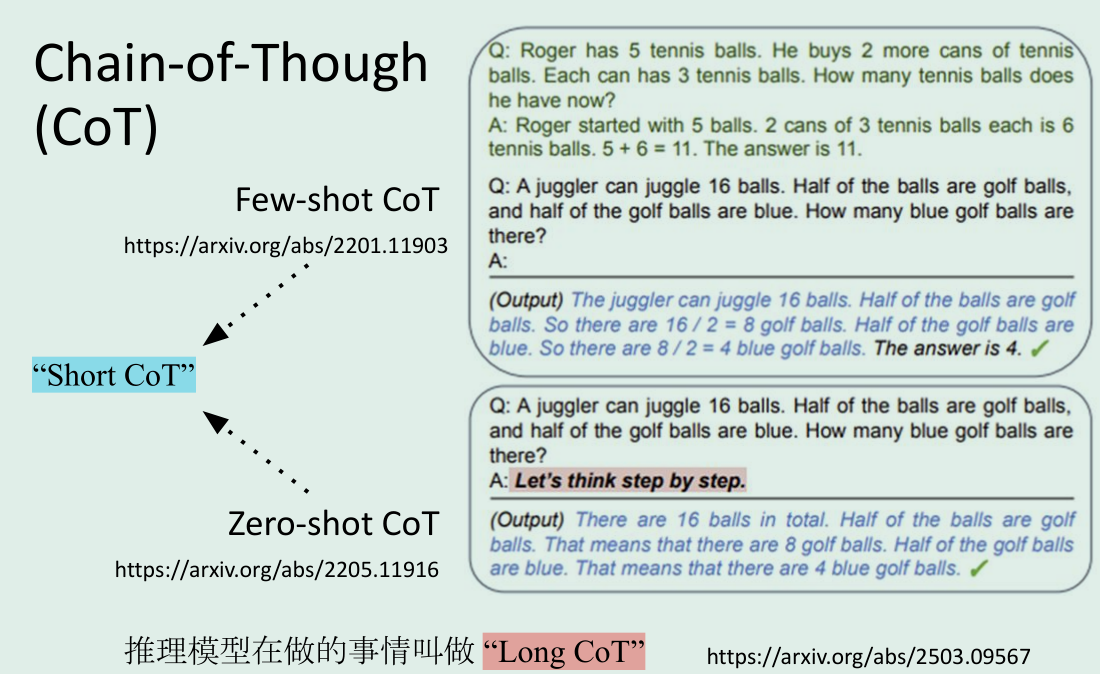 Chain-of-Though
(CoT)
Few-shot CoT
https://arxiv.org/abs/2201.11903
“Short CoT”
Zero-shot CoT
https://arxiv.org/abs/2205.11916
Q: Roger has 5 tennis balls. He buys 2 more cans of tennis
balls. Each can has 3 tennis balls. How many tennis balls does
he have now?
A: Roger started with 5 balls. 2 cans of 3 tennis balls each is 6
tennis balls. 5 + 6 = 11. The answer is 11.
Q: A juggler can juggle 16 balls. Half of the balls are golf balls,
and half of the golf balls are blue. How many blue golf balls are
there?
A:
(Output) The juggler can juggle 16 balls. Half of the balls are golf
balls. So there are 16 / 2 = 8 golf balls. Half of the golf balls are
blue. So there are 8 / 2 = 4 blue golf balls. The answer is 4. ✓
Q: A juggler can juggle 16 balls. Half of the balls are golf balls,
and half of the golf balls are blue. How many blue golf balls are
there?
A: Let’s think step by step.
(Output) There are 16 balls in total. Half of the balls are golf
balls. That means that there are 8 golf balls. Half of the golf balls
are blue. That means that there are 4 blue golf balls. ✓
推理模型在做的事情叫做 “Long CoT”
https://arxiv.org/abs/2503.09567